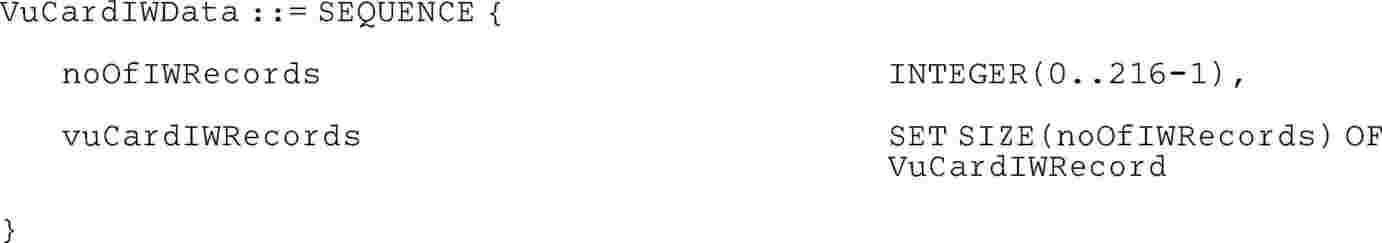 VuCardIWData ::= SEQUENCE {
noOfIWRecords INTEGER(0..216-1),
vuCardIWRecords SET SIZE(noOfIWRecords) OF
VuCardIWRecord
}